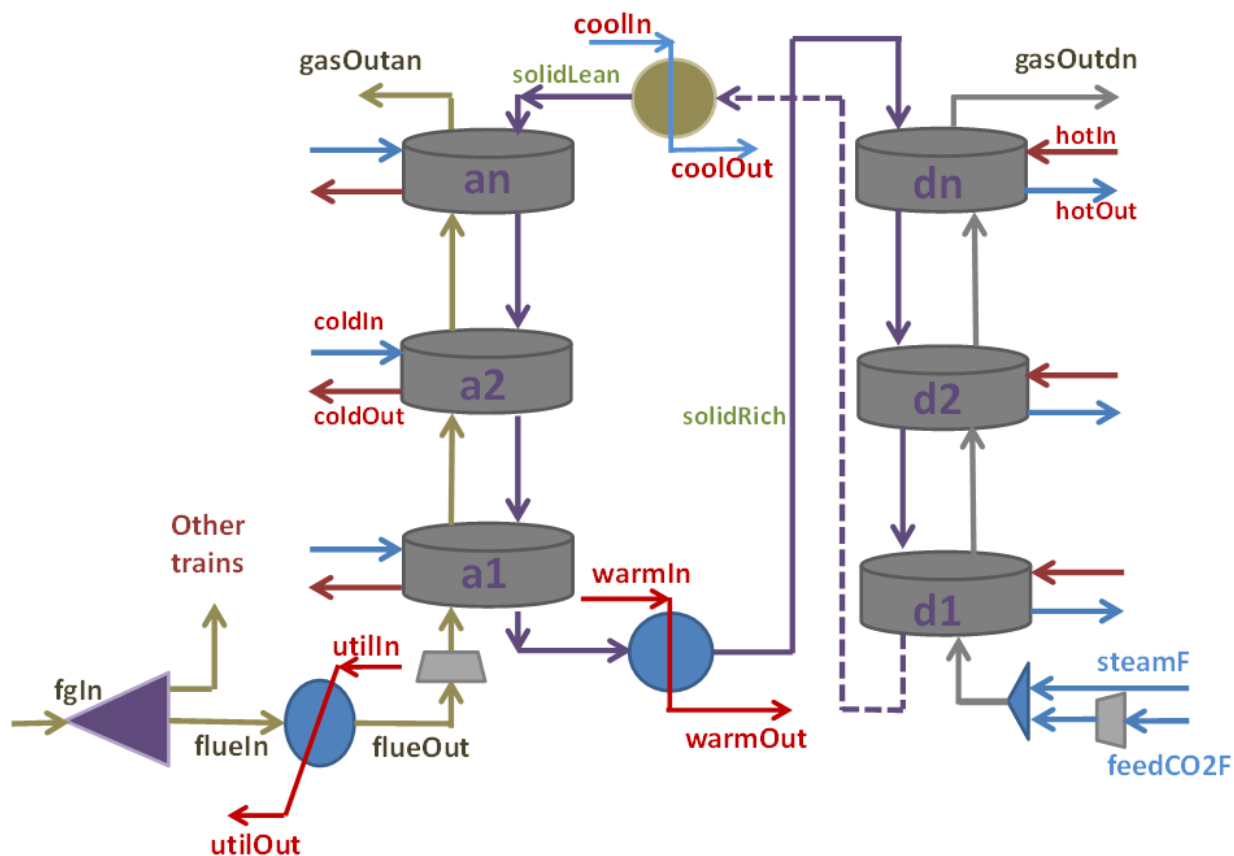 coolIn
gasOutan
solidLean
gasOutdn
hotIn
coolOut
an
dn
hotOut
coldIn
a2
coldOut
d2
solidRich
Other
trains
a1
warmIn
d1
utilIn
fgIn
steamF
flueIn
flueOut
warmOut
feedCO2F
utilOut